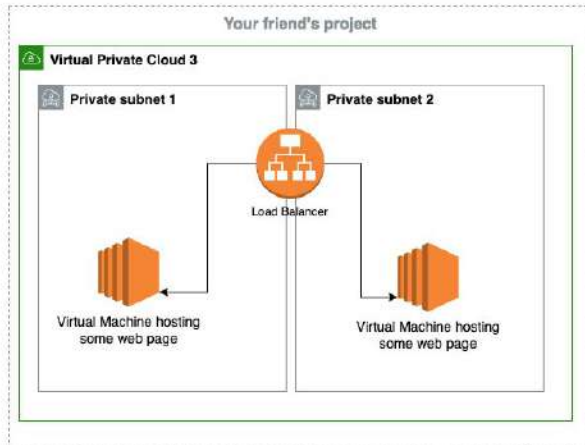 Your friend's project
Virtual Private Cloud 3
Private subnet 1
Private subnet 2
Load Balancer
Virtual Machine hosting
some web page
Virtual Machine hosting
some web page